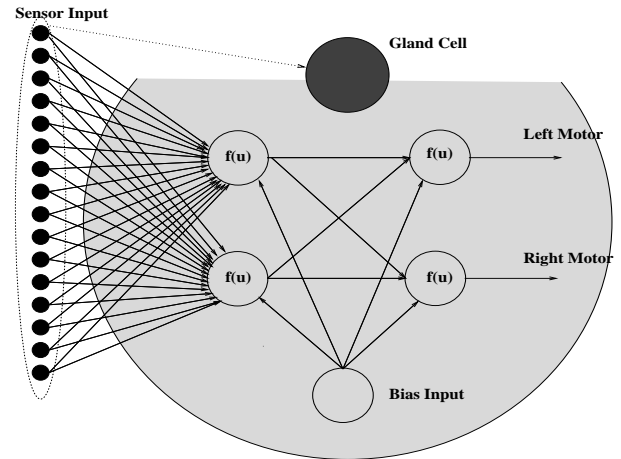 Sensor Input
Gland Cell
f(u)
f(u)
Left Motor
f(u)
f(u)
Right Motor
Bias Input